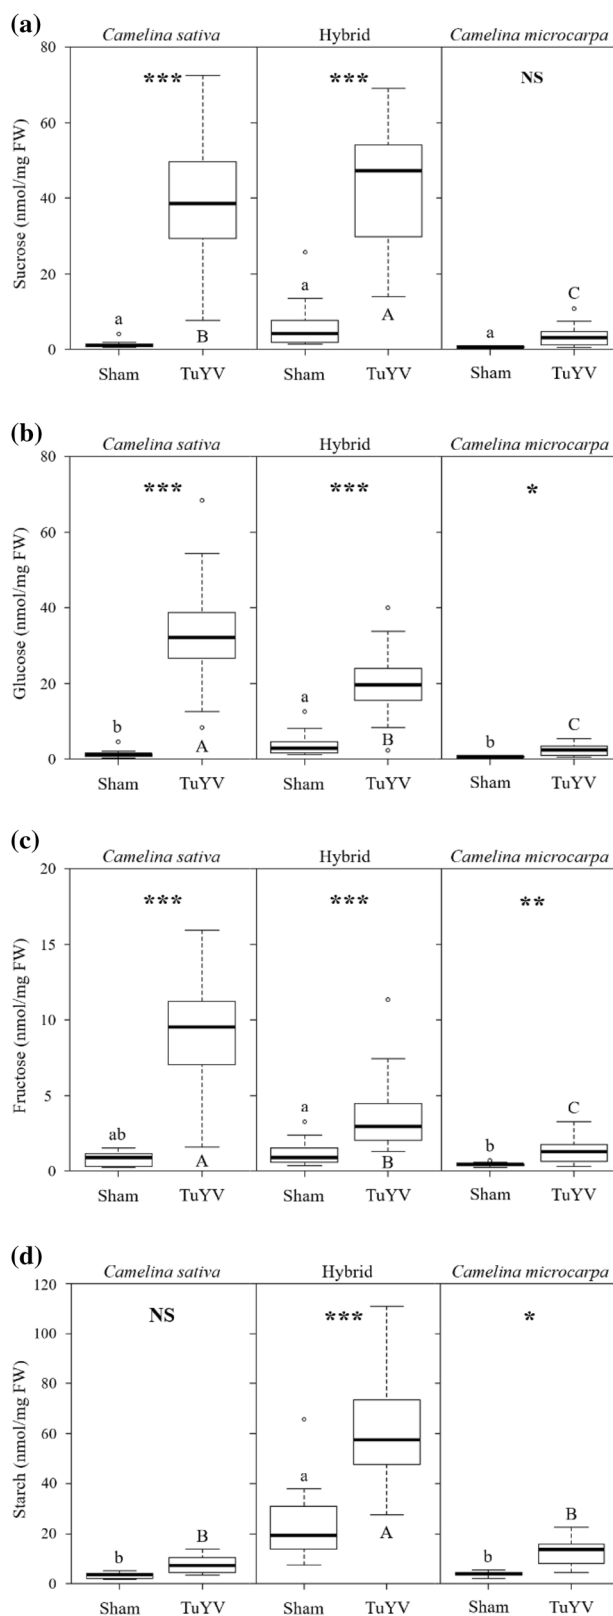 (a)
Camelina sativa Hybrid Camelina microcarpa
80
*** *** NS
60
40
20
0
Sucrose (nmol/mg FW)
a B a A a C
Sham TuYV Sham TuYV Sham TuYV
(b)
Camelina sativa Hybrid Camelina microcarpa
80
*** *** *
60
40
20
0
Glucose (nmol/mg FW)
b A a B b C
Sham TuYV Sham TuYV Sham TuYV
(c)
Camelina sativa Hybrid Camelina microcarpa
20
*** *** **
15
10
5
0
Fructose (nmol/mg FW)
ab A a B b C
Sham TuYV Sham TuYV Sham TuYV
(d)
Camelina sativa Hybrid Camelina microcarpa
120
NS *** *
100
80
60
40
20
0
Starch (nmol/mg FW)
b B a A b B
Sham TuYV Sham TuYV Sham TuYV